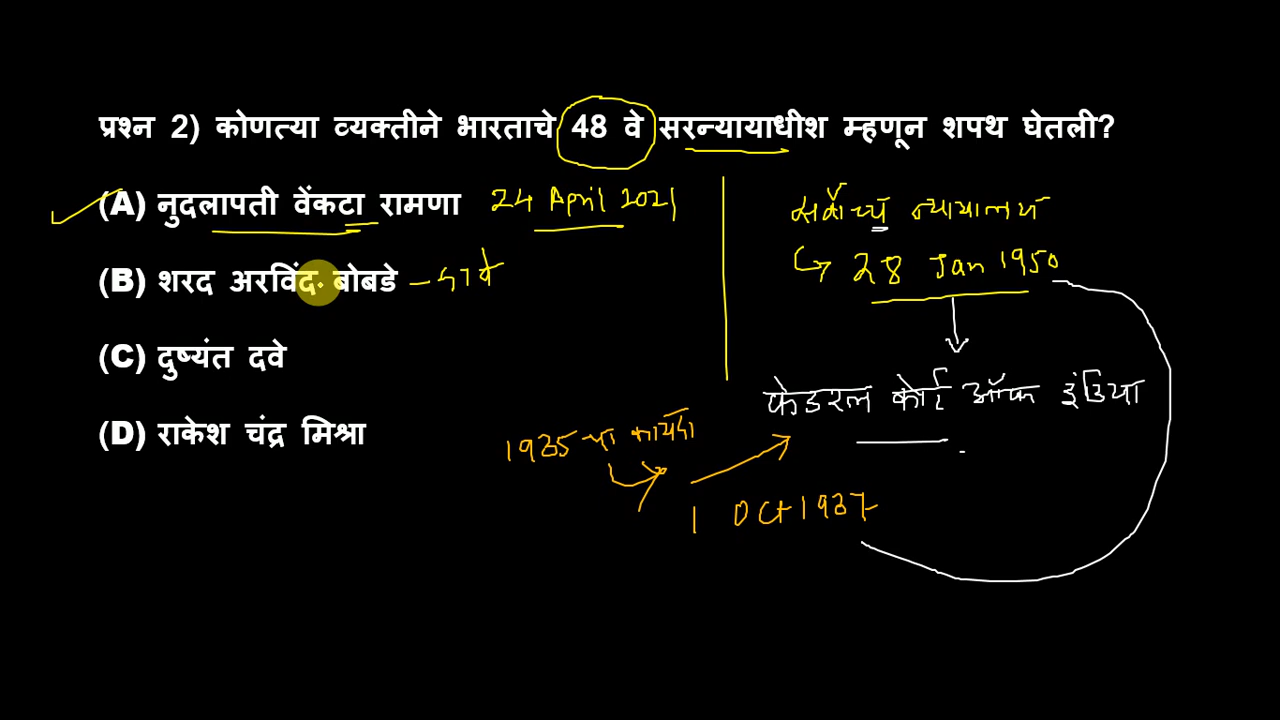 प्रश्न 2) कोणत्या व्यक्तीने भारताचे 48 वे सरन्यायाधीश म्हणून शपथ घेतली?
(A) नुदलापती वेंकटा रामणा 24 April 2021
(B) शरद अरविंद बोबडे – 47 वे
(C) दुष्यंत दवे
(D) राकेश चंद्र मिश्रा
सर्वोच्च न्यायालय
28 Jan 1950
फेडरल कोर्ट ऑफ इंडिया
1935 चा कायदा
1 Oct 1937